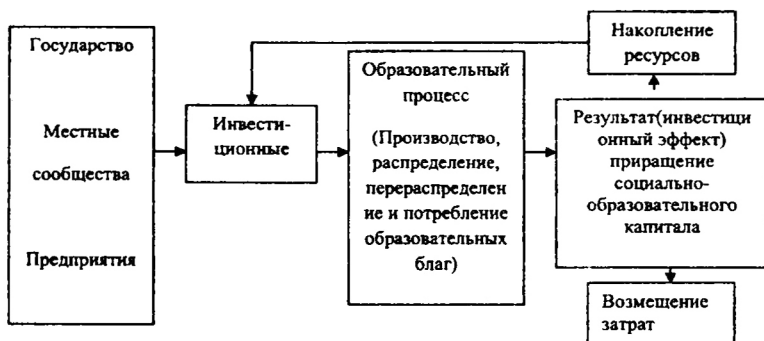 Государство
Местные
сообщества
Предприятия
Инвести-
ционные
Образовательный
процесс
(Производство,
распределение,
перераспределен
ие и потребление
образовательных
благ)
Накопление
ресурсов
Результат(инвестици
онный эффект)
приращение
социально-
образовательного
капитала
Возмещение
затрат